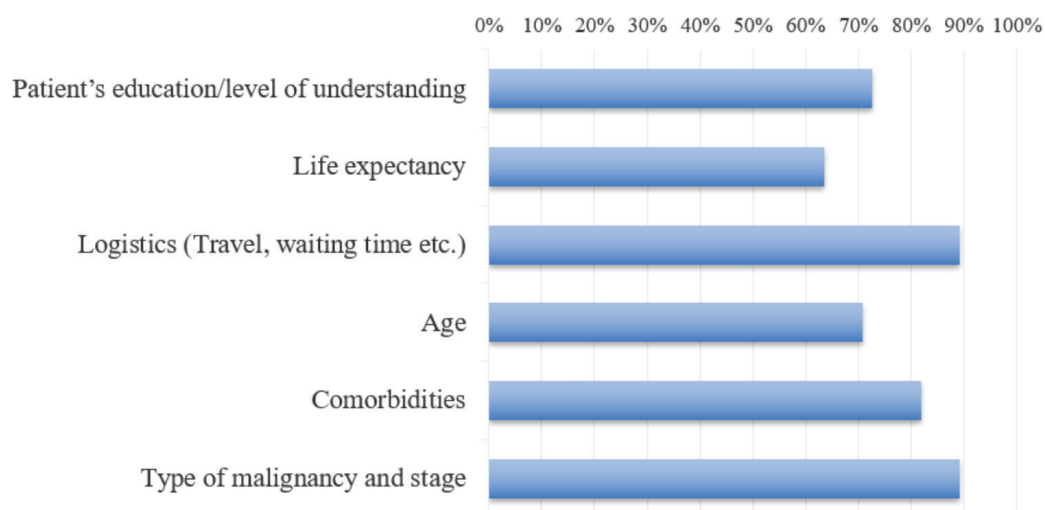 0% 10% 20% 30% 40% 50% 60% 70% 80% 90% 100%
Patient’s education/level of understanding
Life expectancy
Logistics (Travel, waiting time etc.)
Age
Comorbidities
Type of malignancy and stage